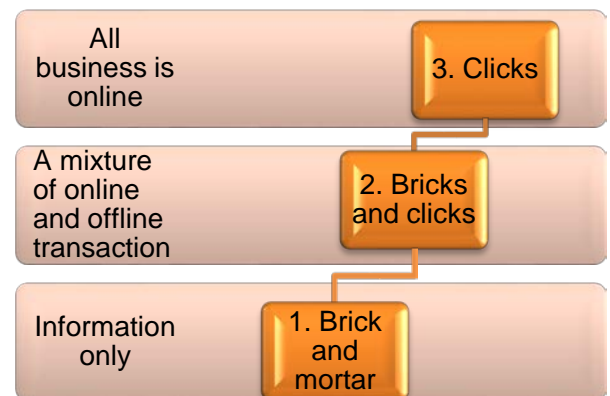 All
business is
online
3. Clicks
A mixture
of online
and offline
transaction
2. Bricks
and clicks
Information
only
1. Brick
and
mortar